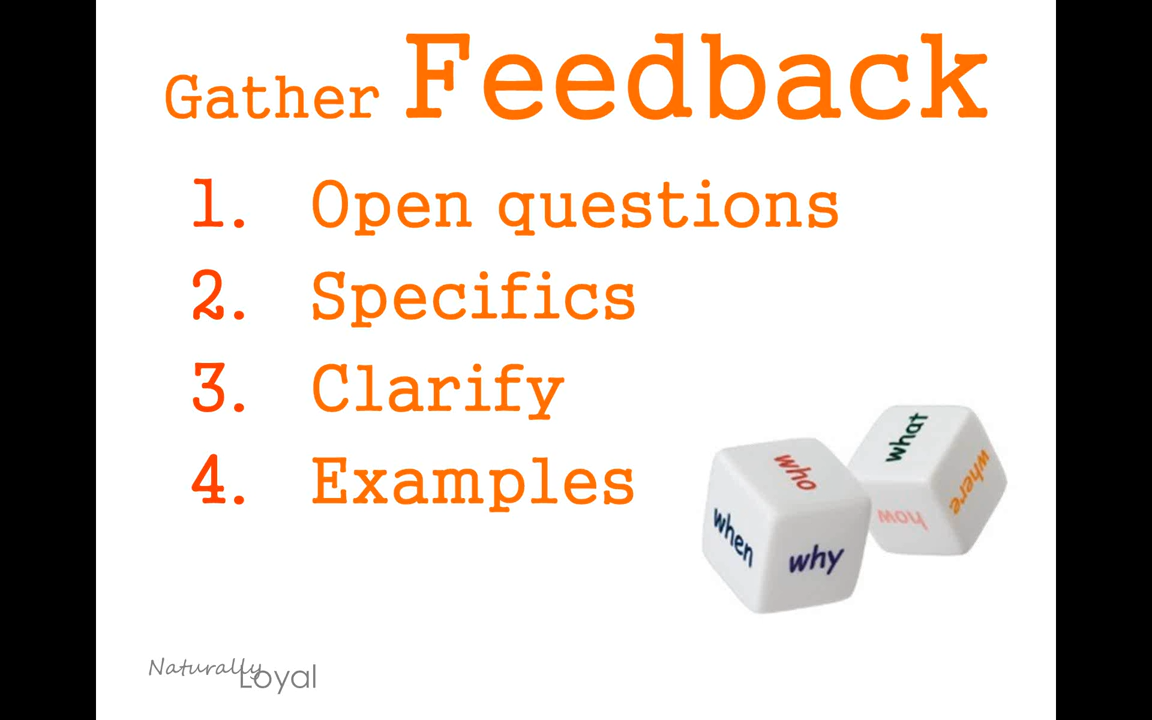 Gather Feedback
1. Open questions
2. Specifics
3. Clarify
4. Examples
what
who
where
how
when
why
Naturally
Loyal